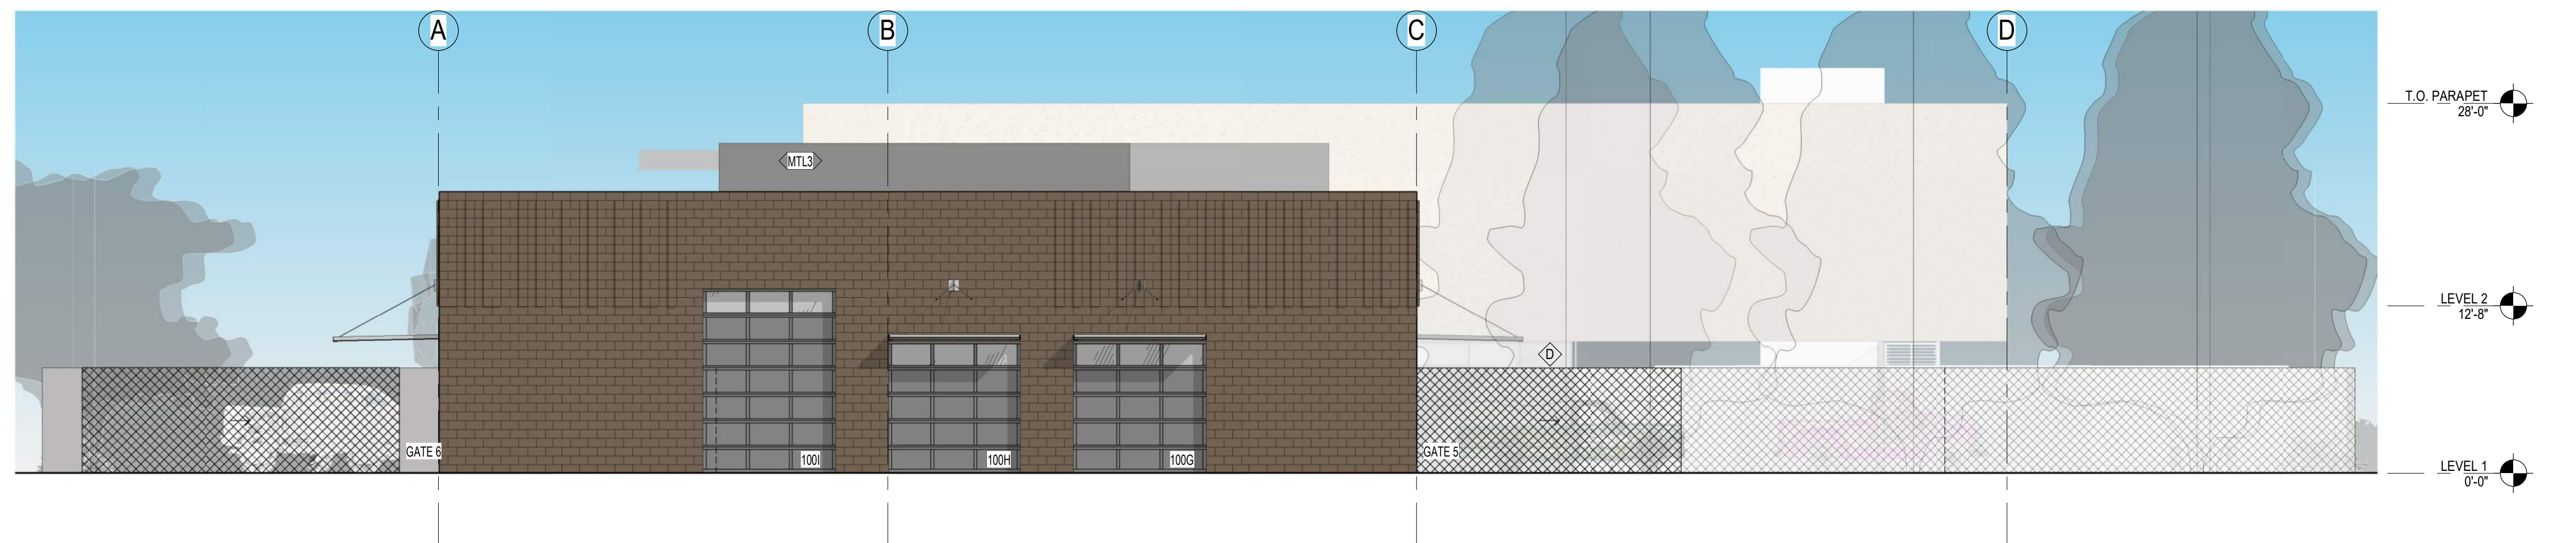 A
B
C
D
T.O. PARAPET
28'-0"
MTL3
LEVEL 2
12'-8"
D
GATE 6
100I
100H
100G
GATE 5
LEVEL 1
0'-0"